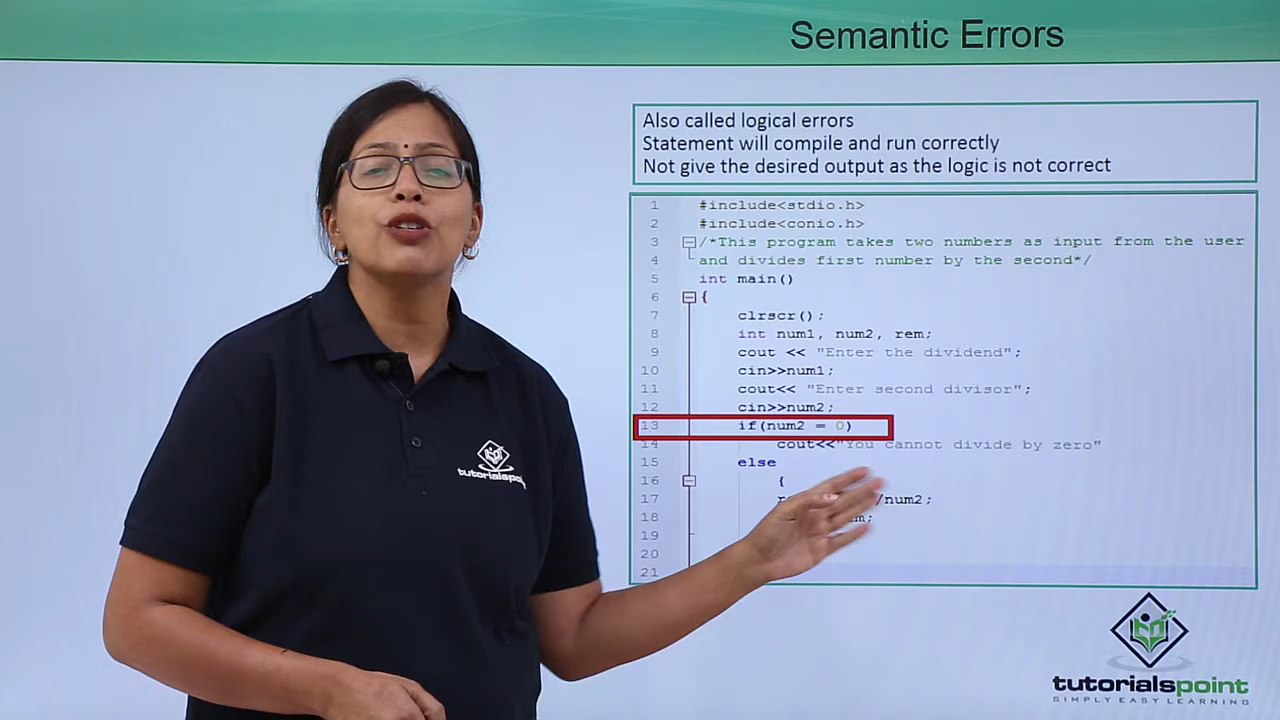 Semantic Errors
Also called logical errors
Statement will compile and run correctly
Not give the desired output as the logic is not correct
1 #include<stdio.h>
2 #include<conio.h>
3 /*This program takes two numbers as input from the user
4 and divides first number by the second*/
5 int main()
6 {
7 clrscr();
8 int num1, num2, rem;
9 cout << "Enter the dividend";
10 cin>>num1;
11 cout<< "Enter second divisor";
12 cin>>num2;
13 if(num2 = 0)
14 cout<<"You cannot divide by zero"
15 else
16 {
17 /num2;
18
19
20
21
tutorialspoint
tutorialspoint
SIMPLY EASY LEARNING